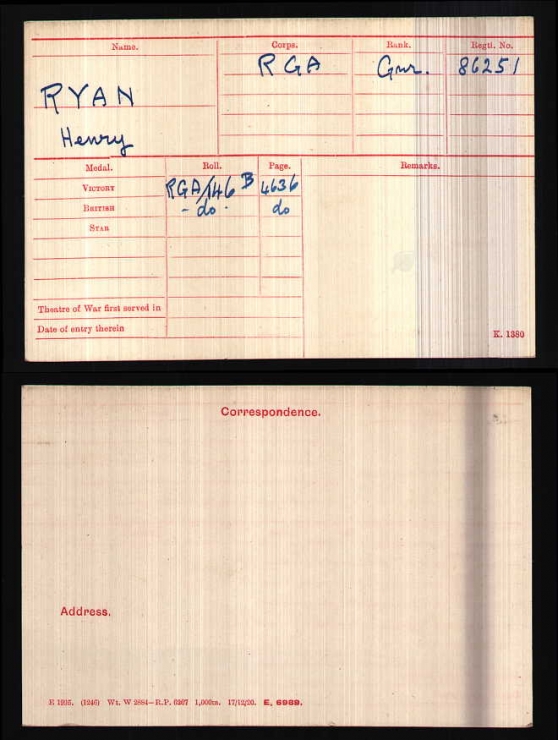 Name. Corps. Rank. Regtl. No.
RYAN RGA Gnr. 86251
Henry
Medal. Roll. Page. Remarks.
VICTORY RGA/146 B 4636
BRITISH - do - do
STAR
Theatre of War first served in
Date of entry therein
K. 1380
Correspondence.
Address.
E 1925. (1246) Wt. W 2884—R.P. 6367 1,000m. 17/12/20. E. 6989.